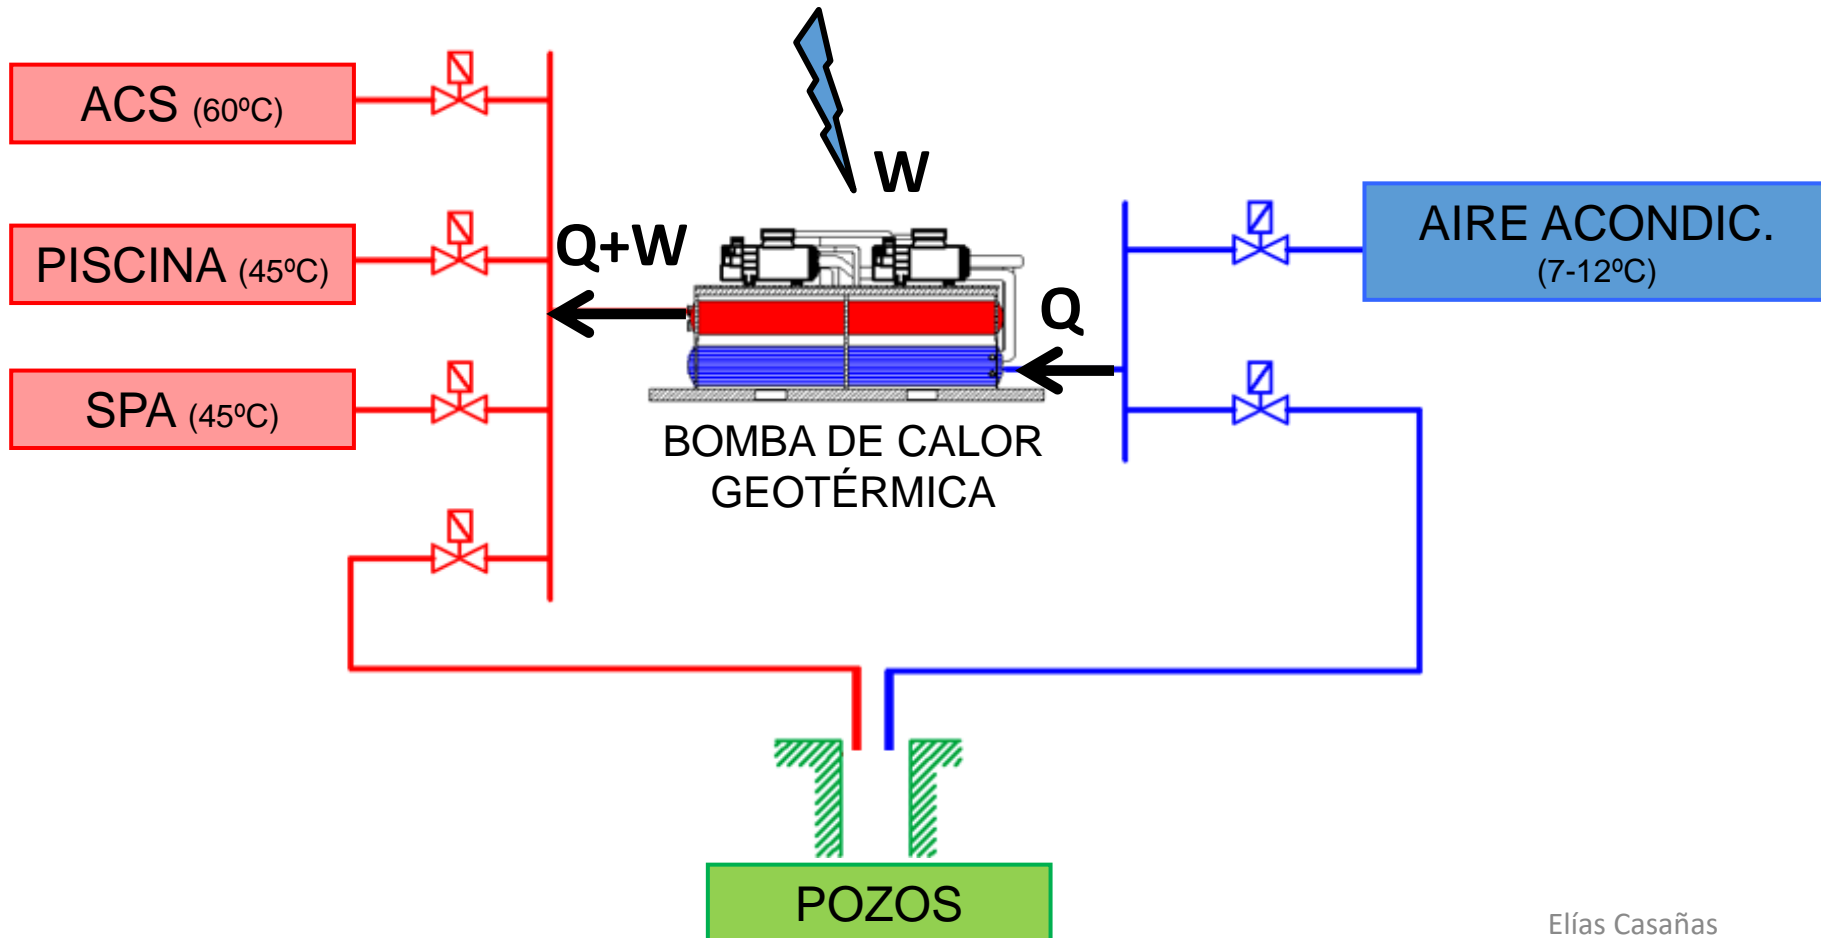 W
ACS (60ºC)
PISCINA (45ºC)
SPA (45ºC)
Q+W
Q
BOMBA DE CALOR
GEOTÉRMICA
AIRE ACONDIC.
(7-12ºC)
POZOS
Elías Casañas